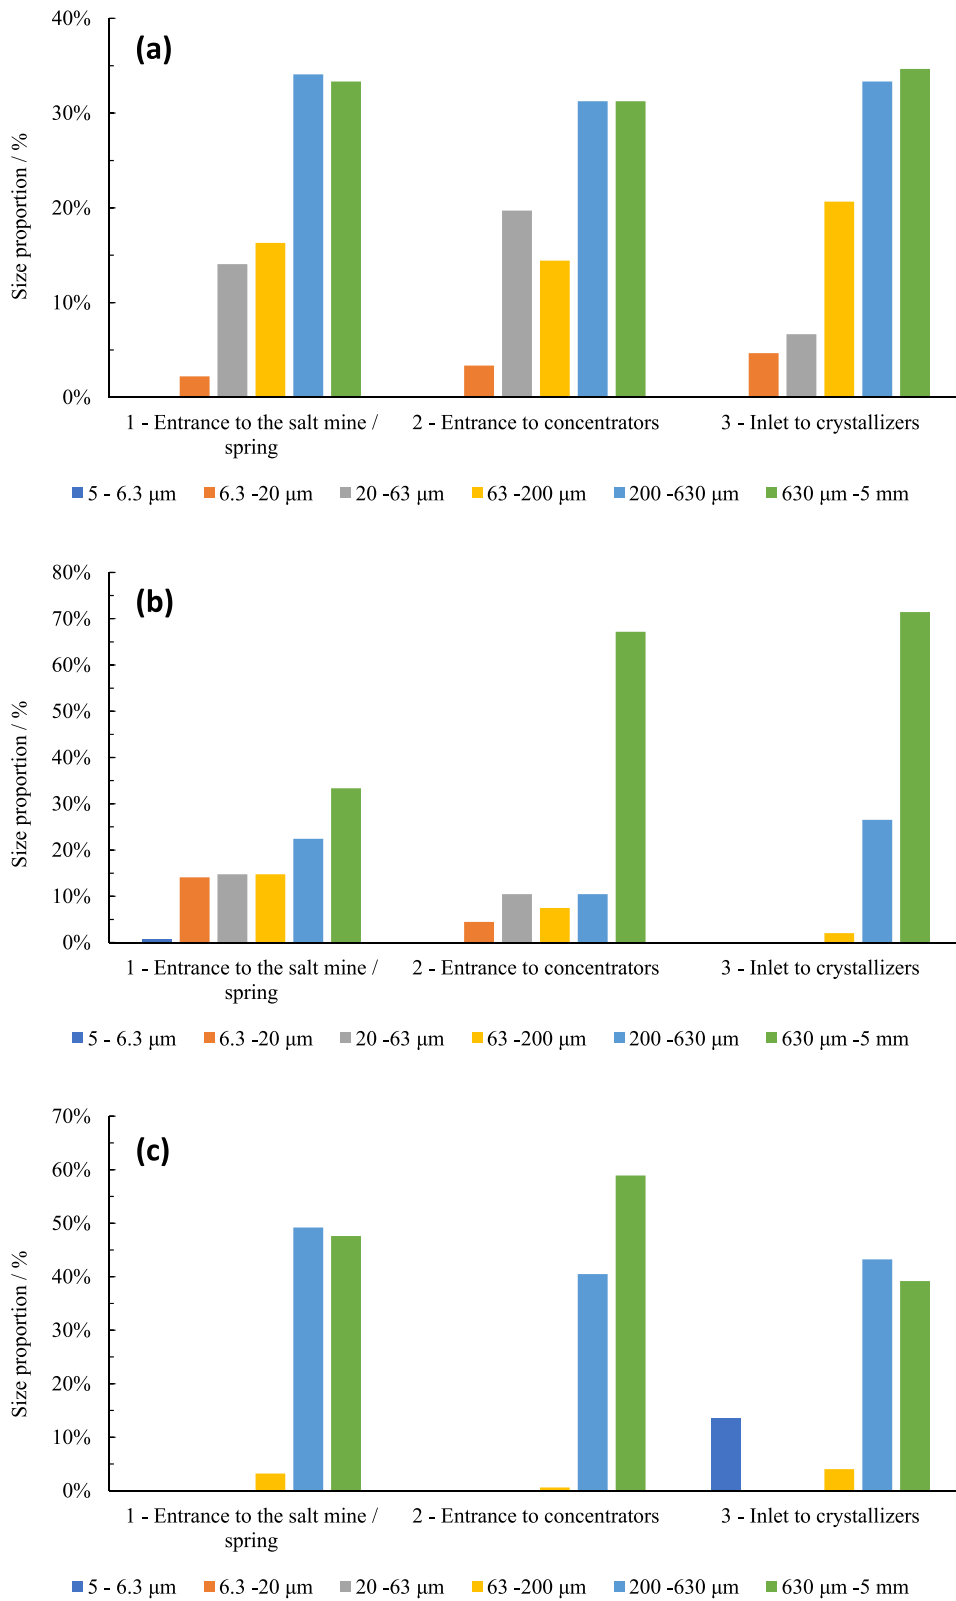 (a)
Size proportion / %
40%
30%
20%
10%
0%
1 - Entrance to the salt mine /
spring
2 - Entrance to concentrators
3 - Inlet to crystallizers
5 - 6.3 μm
6.3 -20 μm
20 -63 μm
63 -200 μm
200 -630 μm
630 μm -5 mm
(b)
Size proportion / %
80%
70%
60%
50%
40%
30%
20%
10%
0%
1 - Entrance to the salt mine /
spring
2 - Entrance to concentrators
3 - Inlet to crystallizers
5 - 6.3 μm
6.3 -20 μm
20 -63 μm
63 -200 μm
200 -630 μm
630 μm -5 mm
(c)
Size proportion / %
70%
60%
50%
40%
30%
20%
10%
0%
1 - Entrance to the salt mine /
spring
2 - Entrance to concentrators
3 - Inlet to crystallizers
5 - 6.3 μm
6.3 -20 μm
20 -63 μm
63 -200 μm
200 -630 μm
630 μm -5 mm